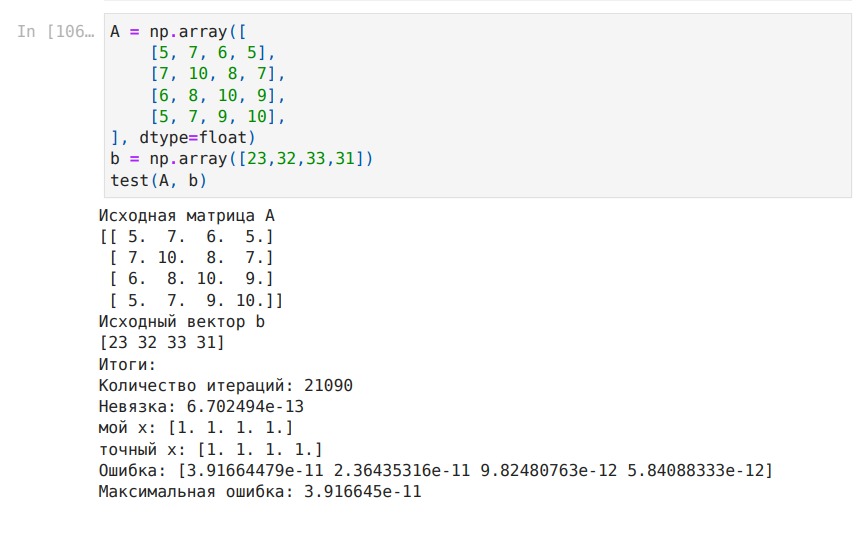 In [106…
A = np.array([
    [5, 7, 6, 5],
    [7, 10, 8, 7],
    [6, 8, 10, 9],
    [5, 7, 9, 10],
], dtype=float)
b = np.array([23,32,33,31])
test(A, b)
Исходная матрица A
[[ 5.  7.  6.  5.]
 [ 7. 10.  8.  7.]
 [ 6.  8. 10.  9.]
 [ 5.  7.  9. 10.]]
Исходный вектор b
[23 32 33 31]
Итоги:
Количество итераций: 21090
Невязка: 6.702494e-13
мой x: [1. 1. 1. 1.]
точный x: [1. 1. 1. 1.]
Ошибка: [3.91664479e-11 2.36435316e-11 9.82480763e-12 5.84088333e-12]
Максимальная ошибка: 3.916645e-11